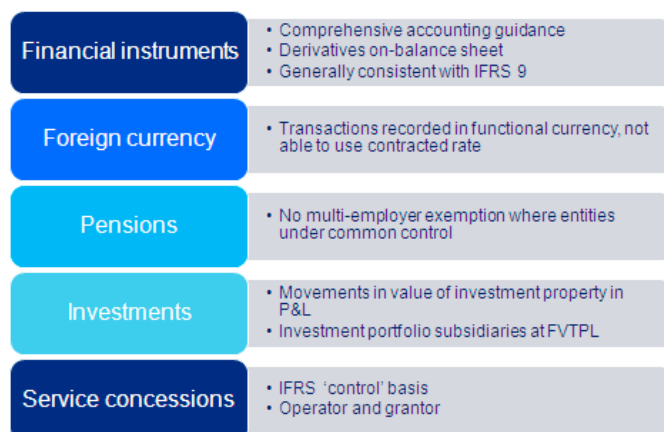 Financial instruments
• Comprehensive accounting guidance
• Derivatives on-balance sheet
• Generally consistent with IFRS 9
Foreign currency
• Transactions recorded in functional currency, not
able to use contracted rate
Pensions
• No multi-employer exemption where entities
under common control
Investments
• Movements in value of investment property in
P&L
• Investment portfolio subsidiaries at FVTPL
Service concessions
• IFRS ‘control’ basis
• Operator and grantor